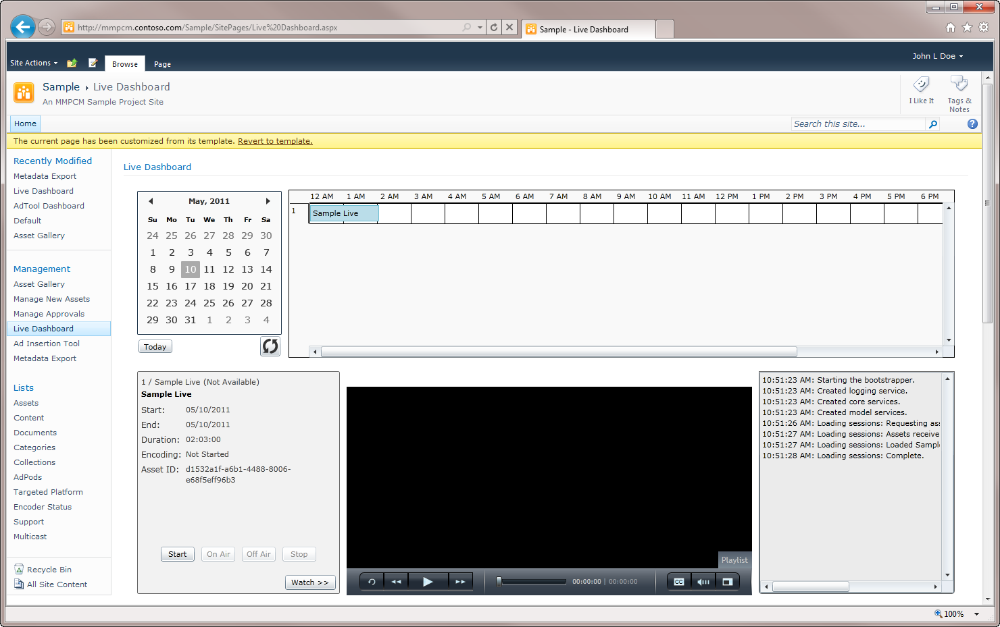 http://mmpcm.contoso.com/Sample/SitePages/Live%20Dashboard.aspx
Sample - Live Dashboard
Site Actions
Browse
Page
John L Doe
Sample
Live Dashboard
An MMPCM Sample Project Site
I Like It
Tags &
Notes
Home
Search this site...
The current page has been customized from its template. Revert to template.
Recently Modified
Metadata Export
Live Dashboard
AdTool Dashboard
Default
Asset Gallery
Management
Asset Gallery
Manage New Assets
Manage Approvals
Live Dashboard
Ad Insertion Tool
Metadata Export
Lists
Assets
Content
Documents
Categories
Collections
AdPods
Targeted Platform
Encoder Status
Support
Multicast
Recycle Bin
All Site Content
Live Dashboard
May, 2011
Su Mo Tu We Th Fr Sa
24 25 26 27 28 29 30
1 2 3 4 5 6 7
8 9 10 11 12 13 14
15 16 17 18 19 20 21
22 23 24 25 26 27 28
29 30 31 1 2 3 4
Today
12 AM 1 AM 2 AM 3 AM 4 AM 5 AM 6 AM 7 AM 8 AM 9 AM 10 AM 11 AM 12 PM 1 PM 2 PM 3 PM 4 PM 5 PM 6 PM
1 Sample Live
1 / Sample Live (Not Available)
Sample Live
Start: 05/10/2011
End: 05/10/2011
Duration: 02:03:00
Encoding: Not Started
Asset ID: d1532a1f-a6b1-4488-8006-
e68f5eff96b3
Start
On Air
Off Air
Stop
Watch >>
Playlist
00:00:00 | 00:00:00
CC
10:51:23 AM: Starting the bootstrapper.
10:51:23 AM: Created logging service.
10:51:23 AM: Created core services.
10:51:23 AM: Created model services.
10:51:26 AM: Loading sessions: Requesting as
10:51:27 AM: Loading sessions: Assets receive
10:51:27 AM: Loading sessions: Loaded Sampl
10:51:28 AM: Loading sessions: Complete.
100%